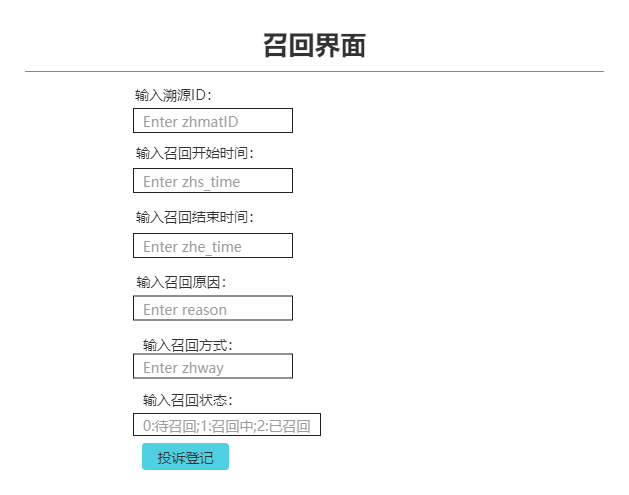 召回界面
输入溯源ID：
Enter zhmatID
输入召回开始时间：
Enter zhs_time
输入召回结束时间：
Enter zhe_time
输入召回原因：
Enter reason
输入召回方式：
Enter zhway
输入召回状态：
0:待召回;1:召回中;2:已召回
投诉登记